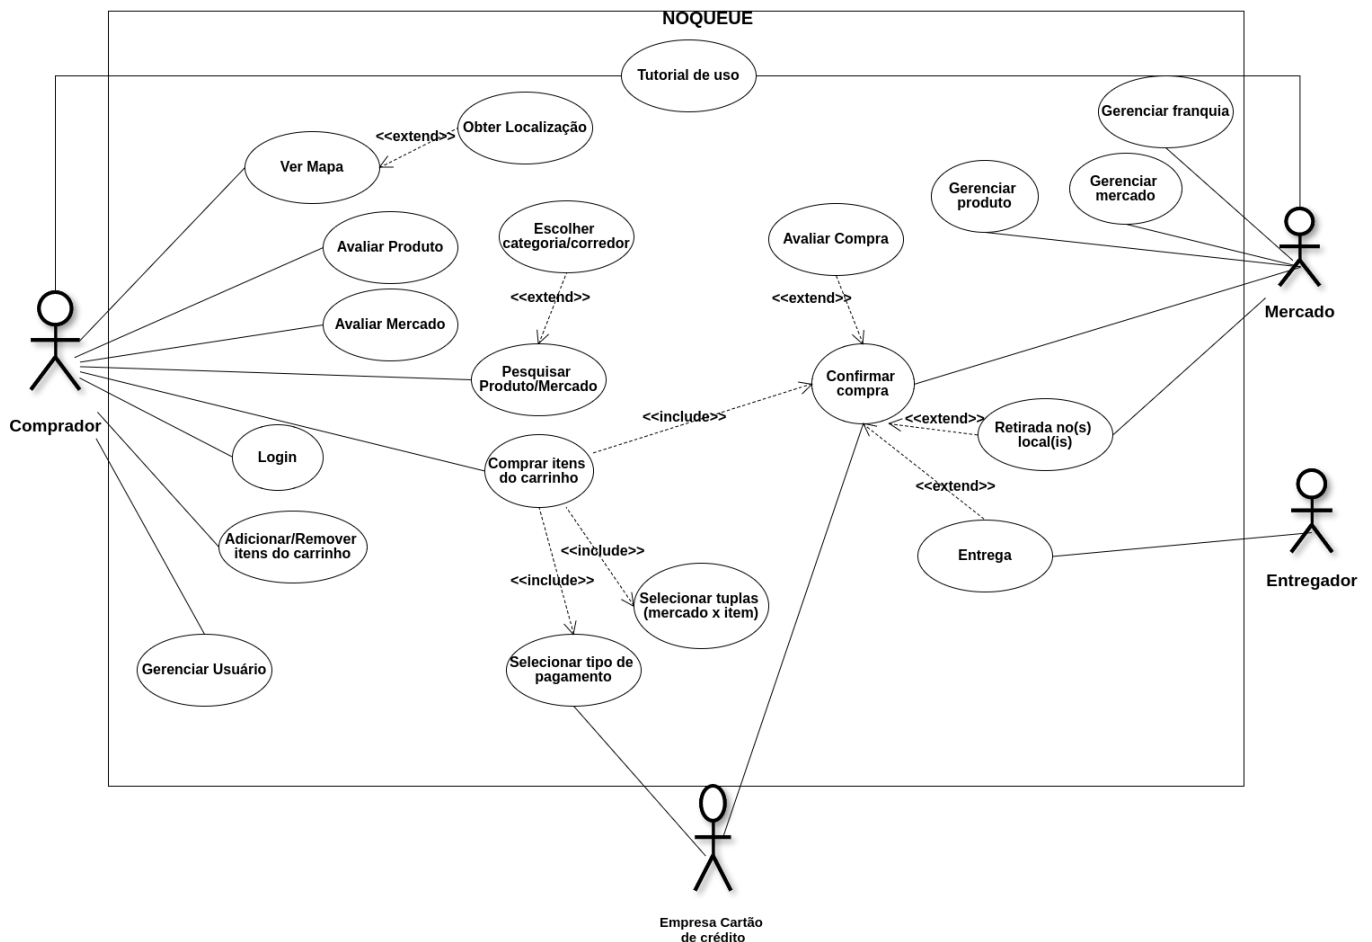 NOQUEUE
Tutorial de uso
Gerenciar franquia
Obter Localização
<<extend>>
Ver Mapa
Gerenciar
produto
Gerenciar
mercado
Escolher
categoria/corredor
Avaliar Compra
Avaliar Produto
<<extend>>
<<extend>>
Mercado
Avaliar Mercado
Pesquisar
Produto/Mercado
Confirmar
compra
<<include>>
<<extend>>
Retirada no(s)
local(is)
Comprador
Login
Comprar itens
do carrinho
<<extend>>
Adicionar/Remover
itens do carrinho
<<include>>
Entrega
<<include>>
Entregador
Selecionar tuplas
(mercado x item)
Gerenciar Usuário
Selecionar tipo de
pagamento
Empresa Cartão
de crédito